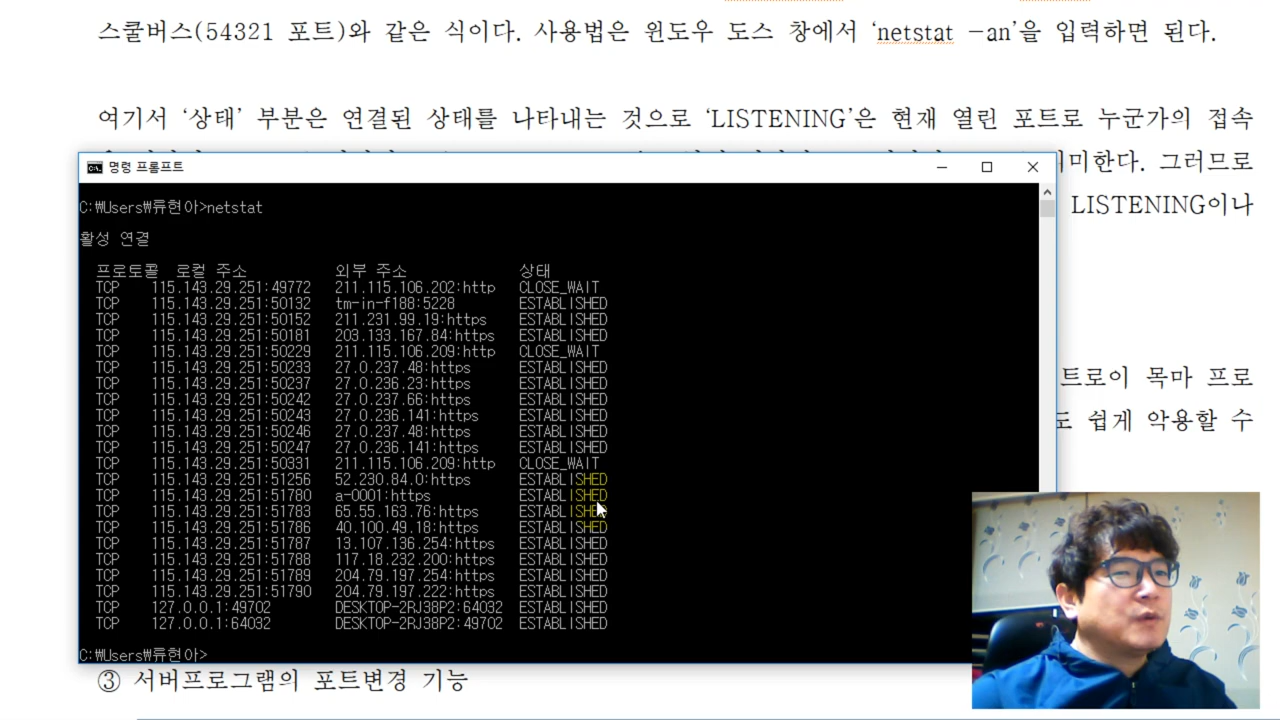 스쿨버스(54321 포트)와 같은 식이다. 사용법은 윈도우 도스 창에서 ‘netstat -an’을 입력하면 된다.
여기서 ‘상태’ 부분은 연결된 상태를 나타내는 것으로 ‘LISTENING’은 현재 열린 포트로 누군가의 접속
미한다. 그러므로
LISTENING이나
트로이 목마 프로
도 쉽게 악용할 수
명령 프롬프트
C:\Users\류현아>netstat
활성 연결
프로토콜 로컬 주소 외부 주소 상태
TCP 115.143.29.251:49772 211.115.106.202:http CLOSE_WAIT
TCP 115.143.29.251:50132 tm-in-f188:5228 ESTABLISHED
TCP 115.143.29.251:50152 211.231.99.19:https ESTABLISHED
TCP 115.143.29.251:50181 203.133.167.84:https ESTABLISHED
TCP 115.143.29.251:50229 211.115.106.209:http CLOSE_WAIT
TCP 115.143.29.251:50233 27.0.237.48:https ESTABLISHED
TCP 115.143.29.251:50237 27.0.236.23:https ESTABLISHED
TCP 115.143.29.251:50242 27.0.237.66:https ESTABLISHED
TCP 115.143.29.251:50243 27.0.236.141:https ESTABLISHED
TCP 115.143.29.251:50246 27.0.237.48:https ESTABLISHED
TCP 115.143.29.251:50247 27.0.236.141:https ESTABLISHED
TCP 115.143.29.251:50331 211.115.106.209:http CLOSE_WAIT
TCP 115.143.29.251:51256 52.230.84.0:https ESTABLISHED
TCP 115.143.29.251:51780 a-0001:https ESTABLISHED
TCP 115.143.29.251:51783 65.55.163.76:https ESTABLISHED
TCP 115.143.29.251:51786 40.100.49.18:https ESTABLISHED
TCP 115.143.29.251:51787 13.107.136.254:https ESTABLISHED
TCP 115.143.29.251:51788 117.18.232.200:https ESTABLISHED
TCP 115.143.29.251:51789 204.79.197.254:https ESTABLISHED
TCP 115.143.29.251:51790 204.79.197.222:https ESTABLISHED
TCP 127.0.0.1:49702 DESKTOP-2RJ38P2:64032 ESTABLISHED
TCP 127.0.0.1:64032 DESKTOP-2RJ38P2:49702 ESTABLISHED
C:\Users\류현아>
③ 서버프로그램의 포트변경 기능